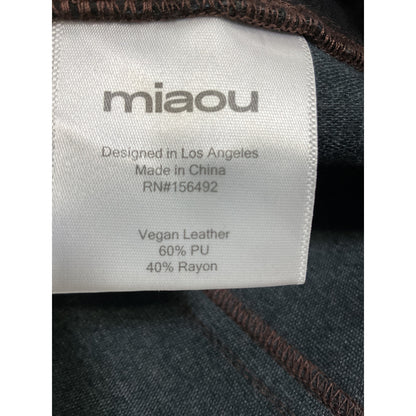 miaou
Designed in Los Angeles
Made in China
RN#156492
Vegan Leather
60% PU
40% Rayon